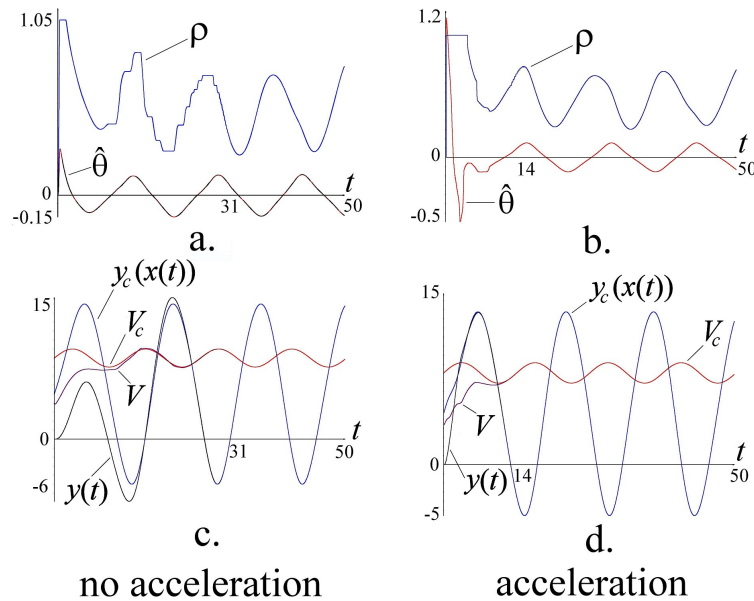 1.05
ρ
θ̂
0
-0.15
t
31
50
a.
1.2
ρ
t
0
14
50
-0.5
θ̂
b.
y_c(x(t))
15
V_c
V
t
0
31
50
-6
y(t)
c.
15
y_c(x(t))
V_c
V
t
0
y(t)
14
50
-5
d.
no acceleration
acceleration